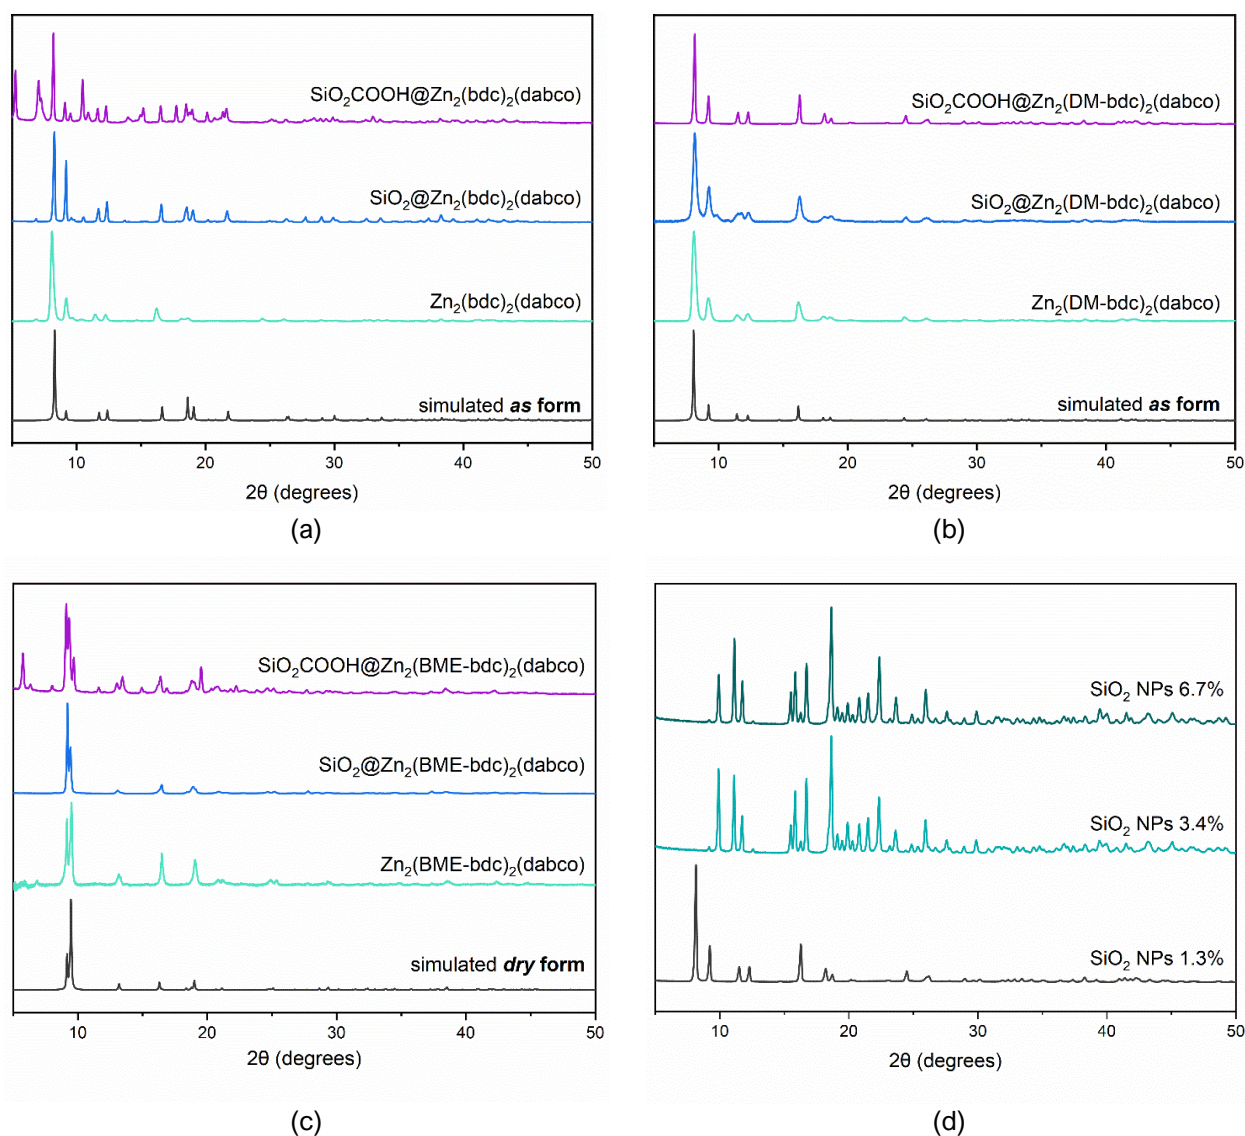 SiO2COOH@Zn2(bdc)2(dabco)
SiO2@Zn2(bdc)2(dabco)
Zn2(bdc)2(dabco)
simulated as form
10 20 30 40 50
2θ (degrees)
(a)
SiO2COOH@Zn2(DM-bdc)2(dabco)
SiO2@Zn2(DM-bdc)2(dabco)
Zn2(DM-bdc)2(dabco)
simulated as form
10 20 30 40 50
2θ (degrees)
(b)
SiO2COOH@Zn2(BME-bdc)2(dabco)
SiO2@Zn2(BME-bdc)2(dabco)
Zn2(BME-bdc)2(dabco)
simulated dry form
10 20 30 40 50
2θ (degrees)
(c)
SiO2 NPs 6.7%
SiO2 NPs 3.4%
SiO2 NPs 1.3%
10 20 30 40 50
2θ (degrees)
(d)